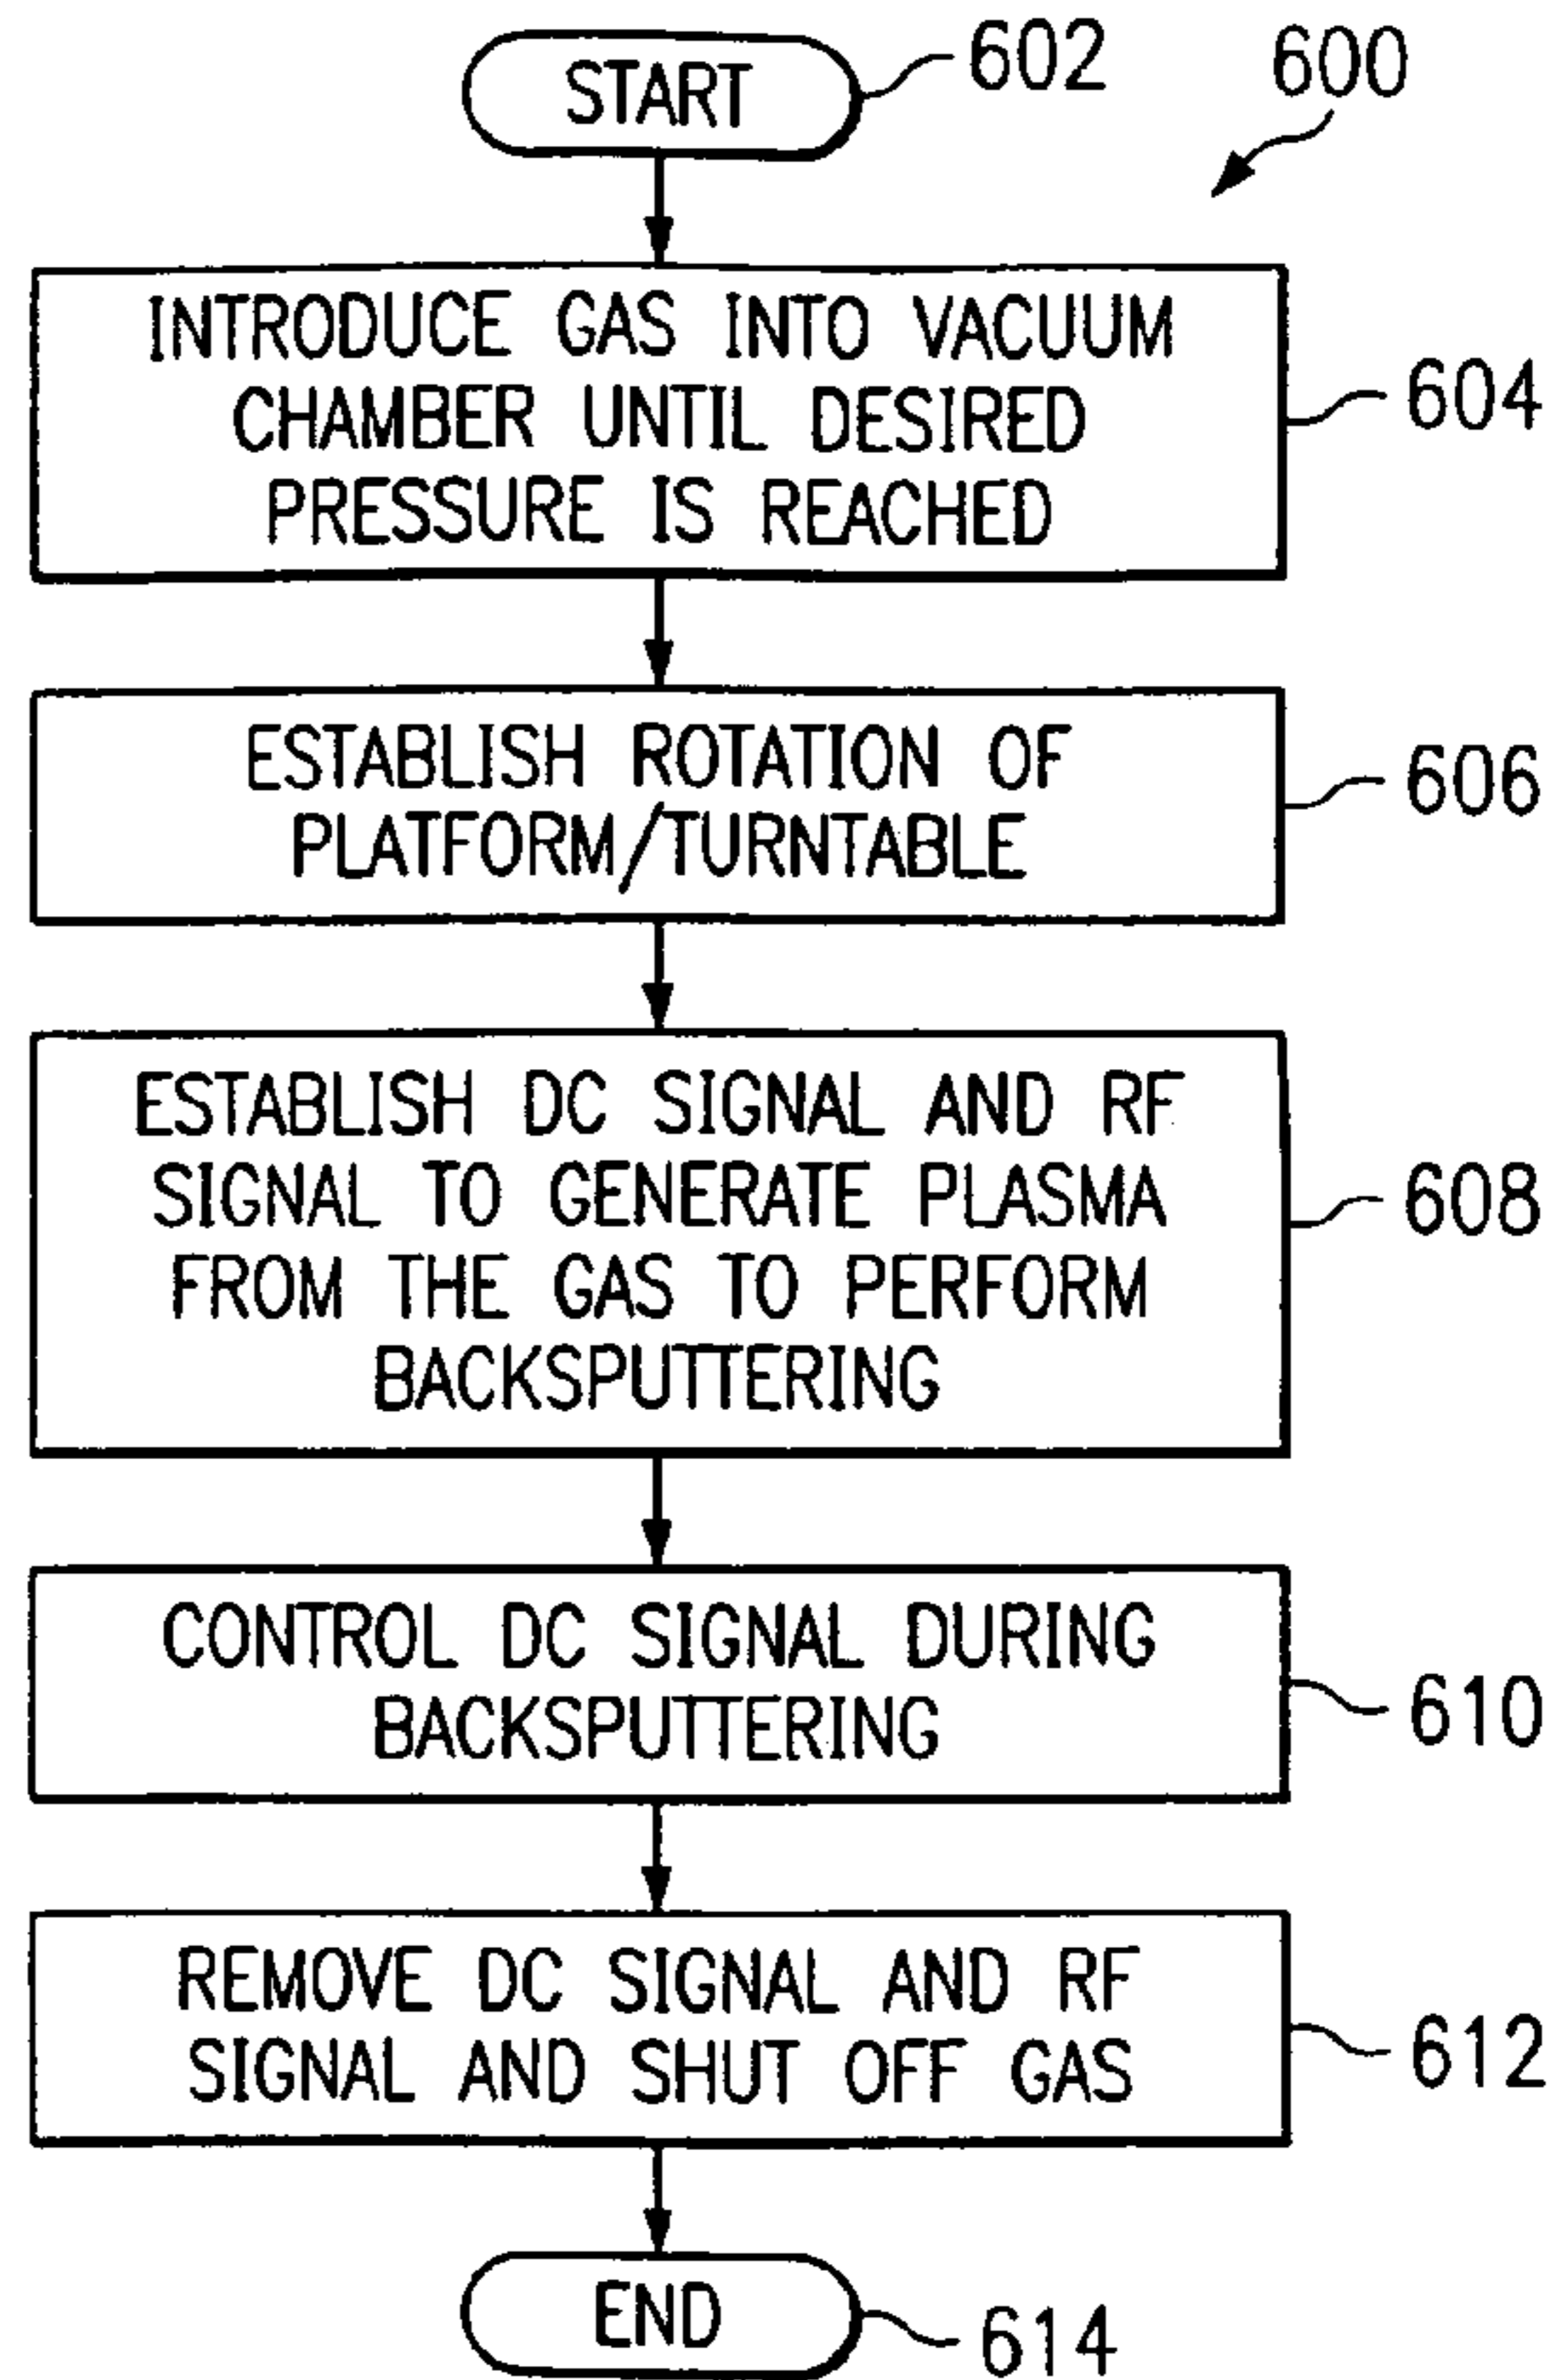 START
602
600
INTRODUCE GAS INTO VACUUM
CHAMBER UNTIL DESIRED
PRESSURE IS REACHED
604
ESTABLISH ROTATION OF
PLATFORM/TURNTABLE
606
ESTABLISH DC SIGNAL AND RF
SIGNAL TO GENERATE PLASMA
FROM THE GAS TO PERFORM
BACKSPUTTERING
608
CONTROL DC SIGNAL DURING
BACKSPUTTERING
610
REMOVE DC SIGNAL AND RF
SIGNAL AND SHUT OFF GAS
612
END
614